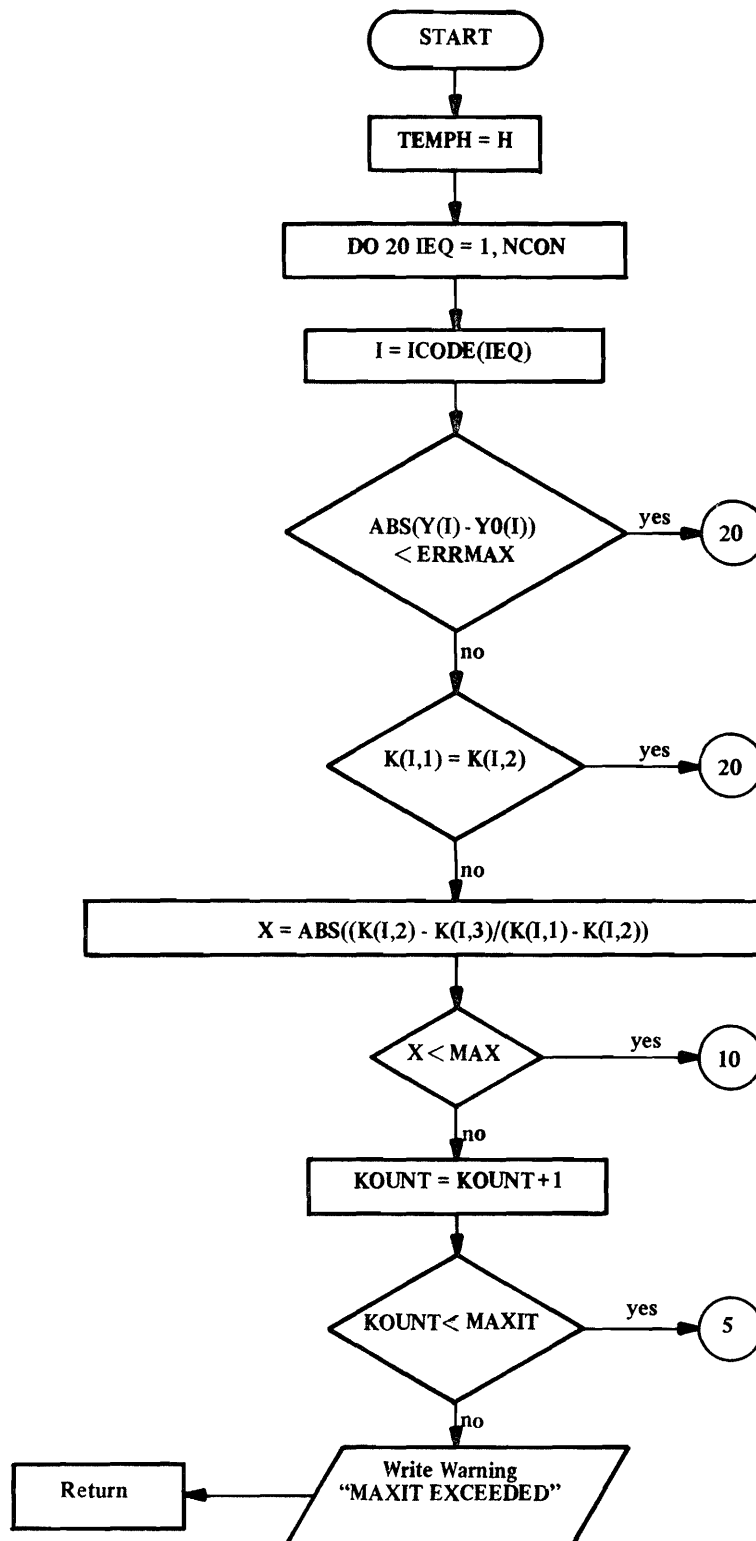 START
TEMPH = H
DO 20 IEQ = 1, NCON
I = ICODE(IEQ)
ABS(Y(I) - Y0(I))
< ERRMAX
yes
20
no
K(I,1) = K(I,2)
yes
20
no
X = ABS((K(I,2) - K(I,3)/(K(I,1) - K(I,2))
X < MAX
yes
10
no
KOUNT = KOUNT+1
KOUNT< MAXIT
yes
5
no
Write Warning
“MAXIT EXCEEDED”
Return